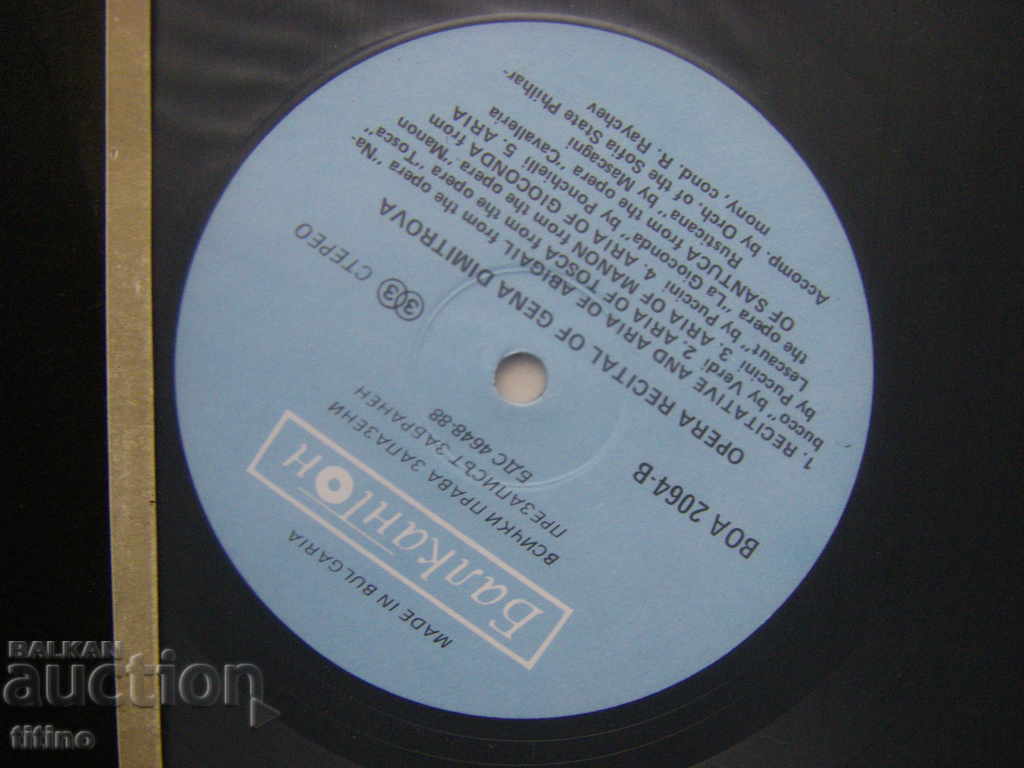 MADE IN BULGARIA
Балкантон
ВСИЧКИ ПРАВА ЗАПАЗЕНИ
ПРЕЗАПИСЪТ ЗАБРАНЕН
БДС 4648-88
ВОА 2064-В
33 СТЕРЕО
OPERA RECITAL OF GENA DIMITROVA
1. RECITATIVE AND ARIA OF ABIGAIL from the opera "Na-
bucco" by Verdi 2. ARIA OF TOSCA from the opera "Tosca"
by Puccini 3. ARIA OF MANON from the opera "Manon
Lescaut" by Puccini 4. ARIA OF GIOCONDA from
the opera "La Gioconda" by Ponchielli 5. ARIA
OF SANTUCA from the opera "Cavalleria
Rusticana" by Mascagni
Accomp. by Orch. of the Sofia State Philhar-
mony, cond. R. Raychev
BALKAN
auction
titino